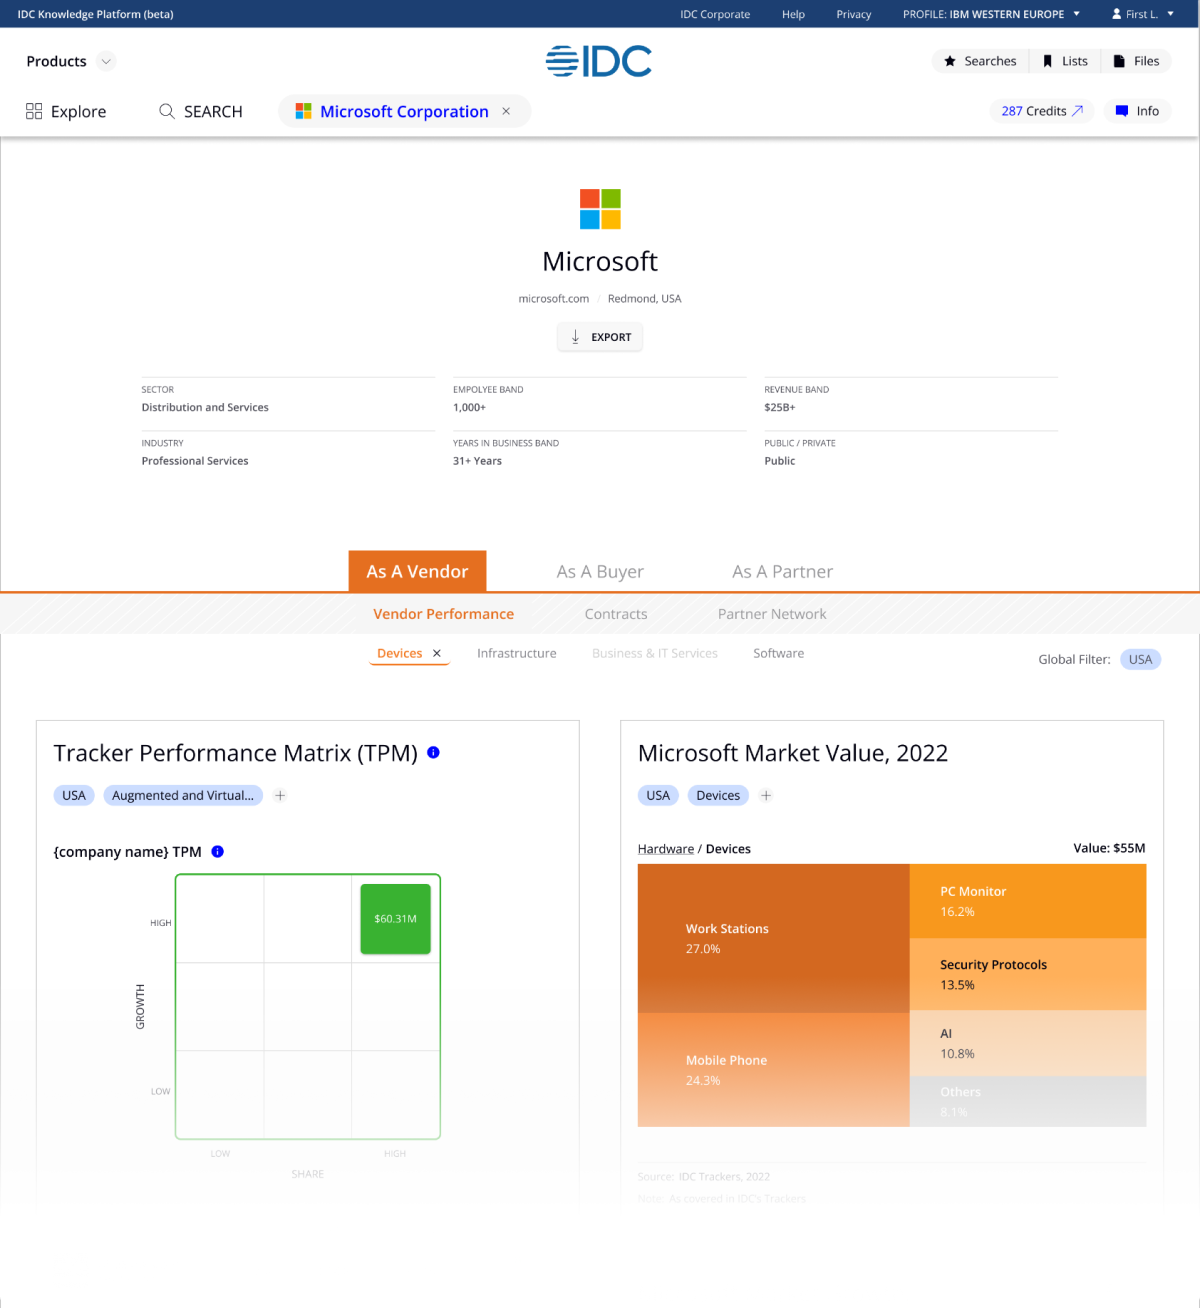 IDC Knowledge Platform (beta)
IDC Corporate
Help
Privacy
PROFILE: IBM WESTERN EUROPE
First L.
Products
IDC
Searches
Lists
Files
Explore
SEARCH
Microsoft Corporation
287 Credits
Info
Microsoft
microsoft.com / Redmond, USA
EXPORT
SECTOR
Distribution and Services
EMPOLYEE BAND
1,000+
REVENUE BAND
$25B+
INDUSTRY
Professional Services
YEARS IN BUSINESS BAND
31+ Years
PUBLIC / PRIVATE
Public
As A Vendor
As A Buyer
As A Partner
Vendor Performance
Contracts
Partner Network
Devices
Infrastructure
Business & IT Services
Software
Global Filter: USA
Tracker Performance Matrix (TPM)
USA
Augmented and Virtual...
{company name} TPM
HIGH
GROWTH
LOW
$60.31M
LOW
HIGH
SHARE
Microsoft Market Value, 2022
USA
Devices
Hardware / Devices
Value: $55M
Work Stations
27.0%
Mobile Phone
24.3%
PC Monitor
16.2%
Security Protocols
13.5%
AI
10.8%
Others
8.1%
Source: IDC Trackers, 2022
Note: As covered in IDC's Trackers